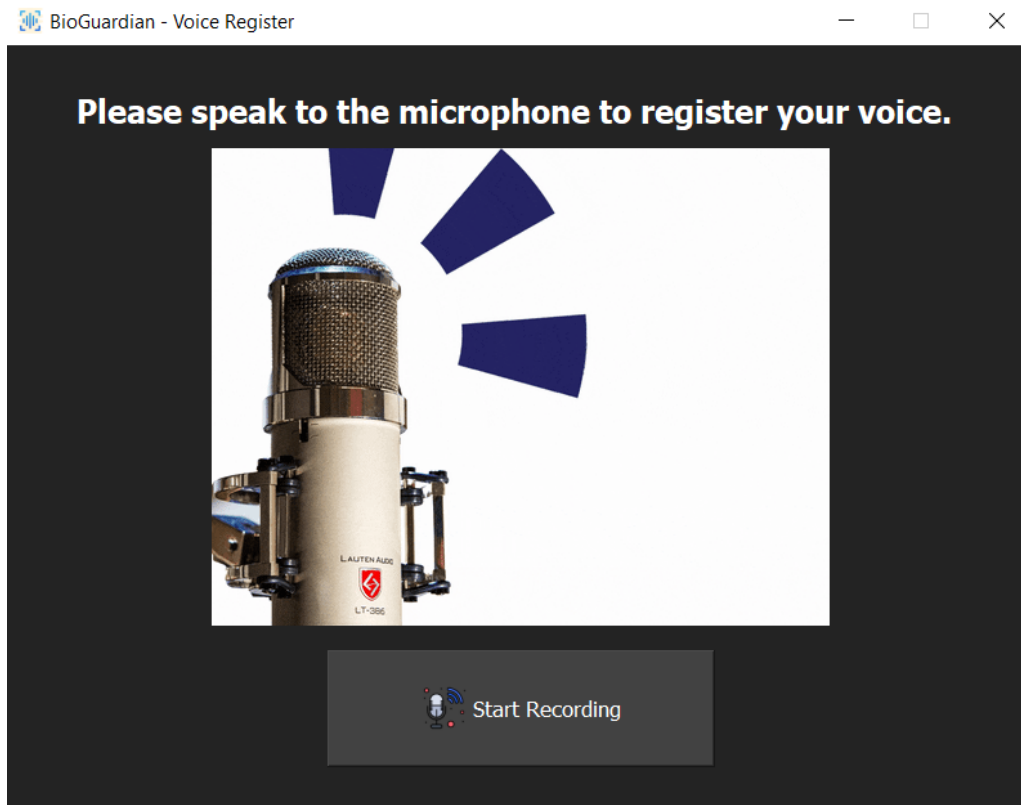 BioGuardian - Voice Register
Please speak to the microphone to register your voice.
LAUTEN AUDIO
LT-386
Start Recording